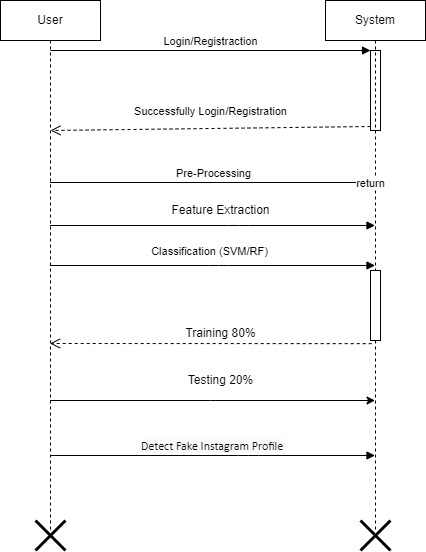 User
System
Login/Registraction
Successfully Login/Registration
Pre-Processing
return
Feature Extraction
Classification (SVM/RF)
Training 80%
Testing 20%
Detect Fake Instagram Profile